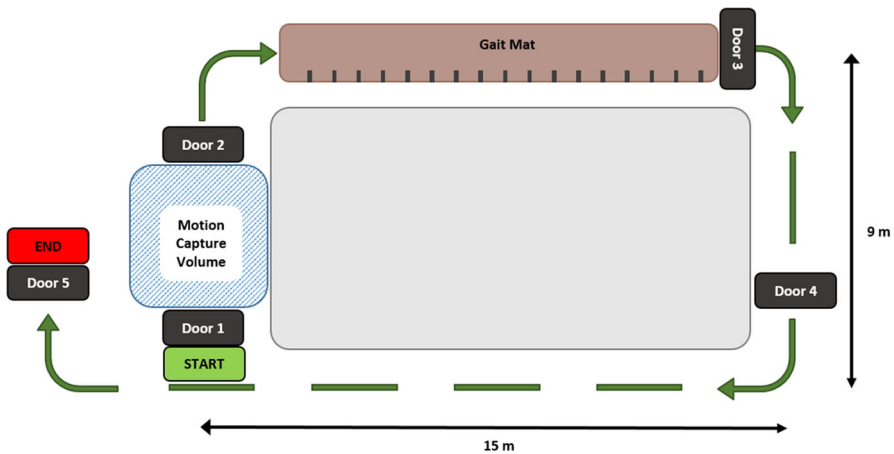 Gait Mat
Door 3
Door 2
Motion
Capture
Volume
9 m
END
Door 5
Door 4
Door 1
START
15 m